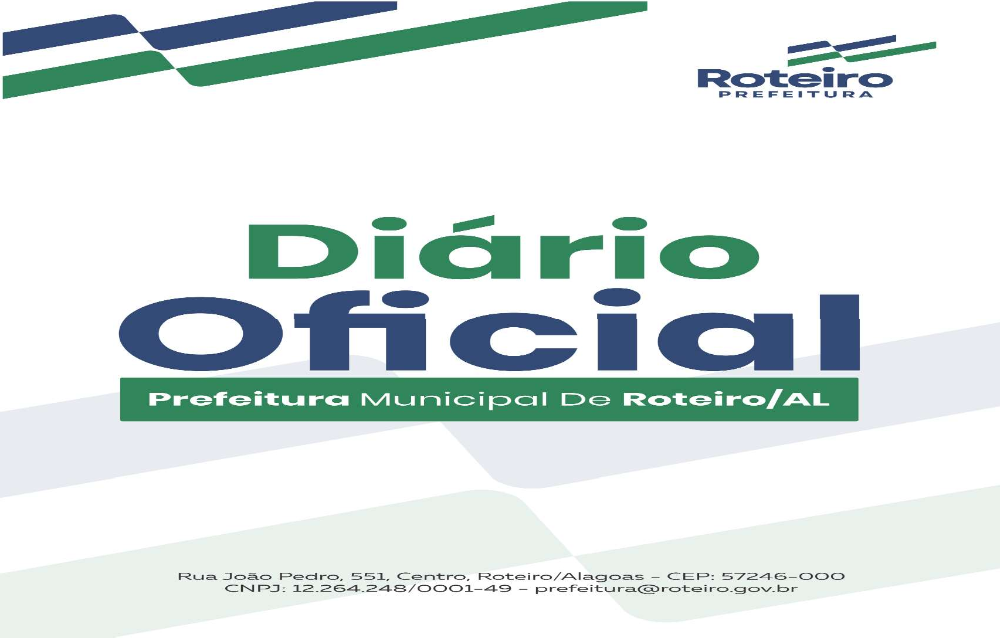 Roteiro
PREFEITURA
Diário
Oficial
Prefeitura Municipal De Roteiro/AL
Rua João Pedro, 551, Centro, Roteiro/Alagoas - CEP: 57246-000
CNPJ: 12.264.248/0001-49 - prefeitura@roteiro.gov.br